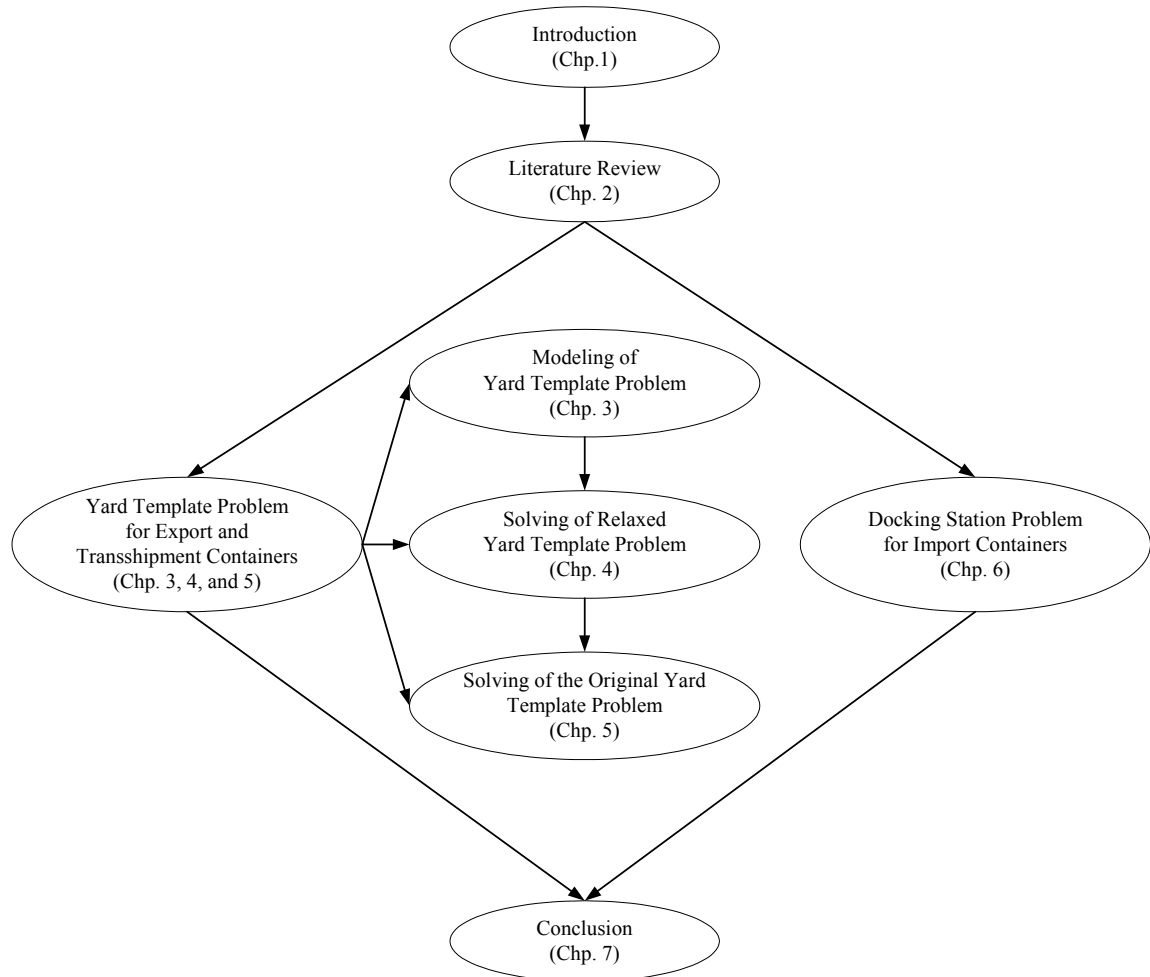 Introduction
(Chp.1)
Literature Review
(Chp. 2)
Modeling of
Yard Template Problem
(Chp. 3)
Yard Template Problem
for Export and
Transshipment Containers
(Chp. 3, 4, and 5)
Solving of Relaxed
Yard Template Problem
(Chp. 4)
Docking Station Problem
for Import Containers
(Chp. 6)
Solving of the Original Yard
Template Problem
(Chp. 5)
Conclusion
(Chp. 7)